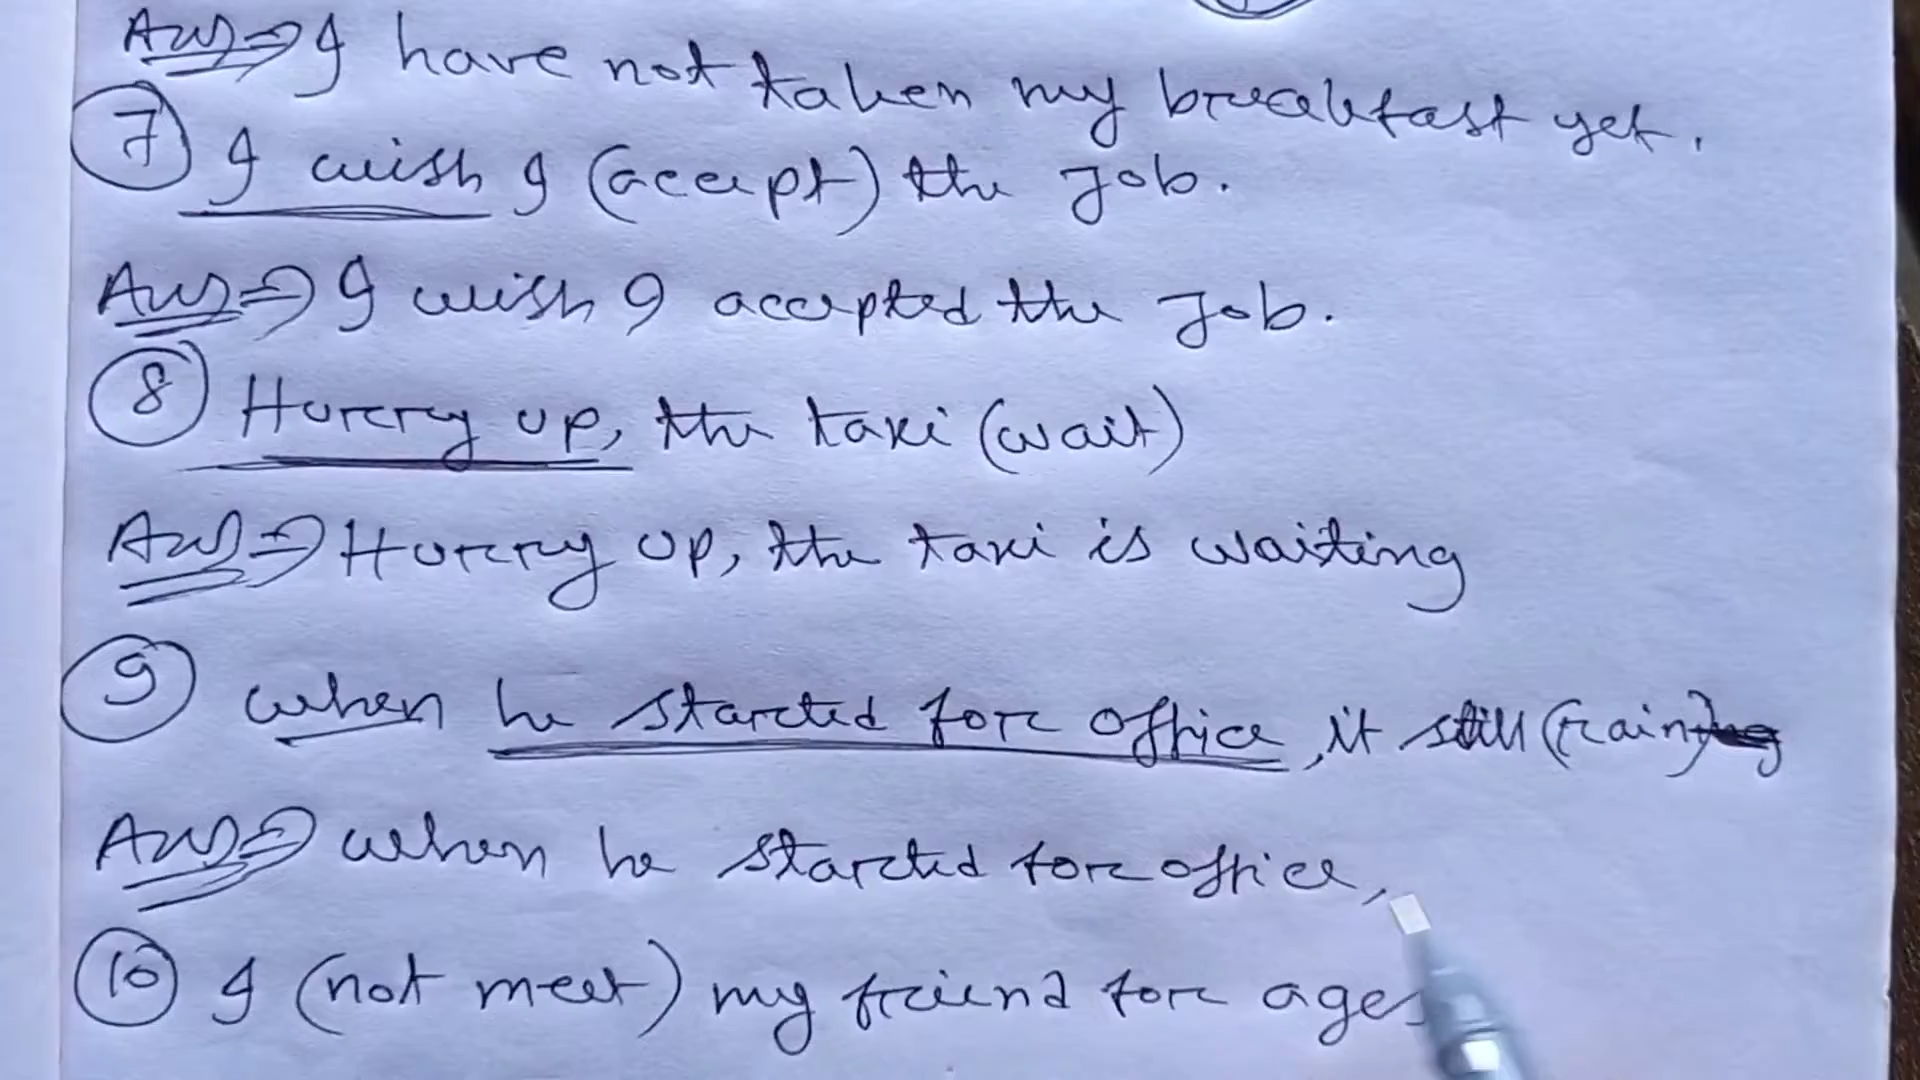 Ans⇒ I have not taken my breakfast yet.
7 I wish I (accept) the Job.
Ans⇒ I wish I accepted the Job.
8 Hurry up, the taxi (wait)
Ans⇒ Hurry up, the taxi is waiting
9 when he started for office, it still (rain)
Ans⇒ when he started for office,
10 I (not meet) my friend for ages